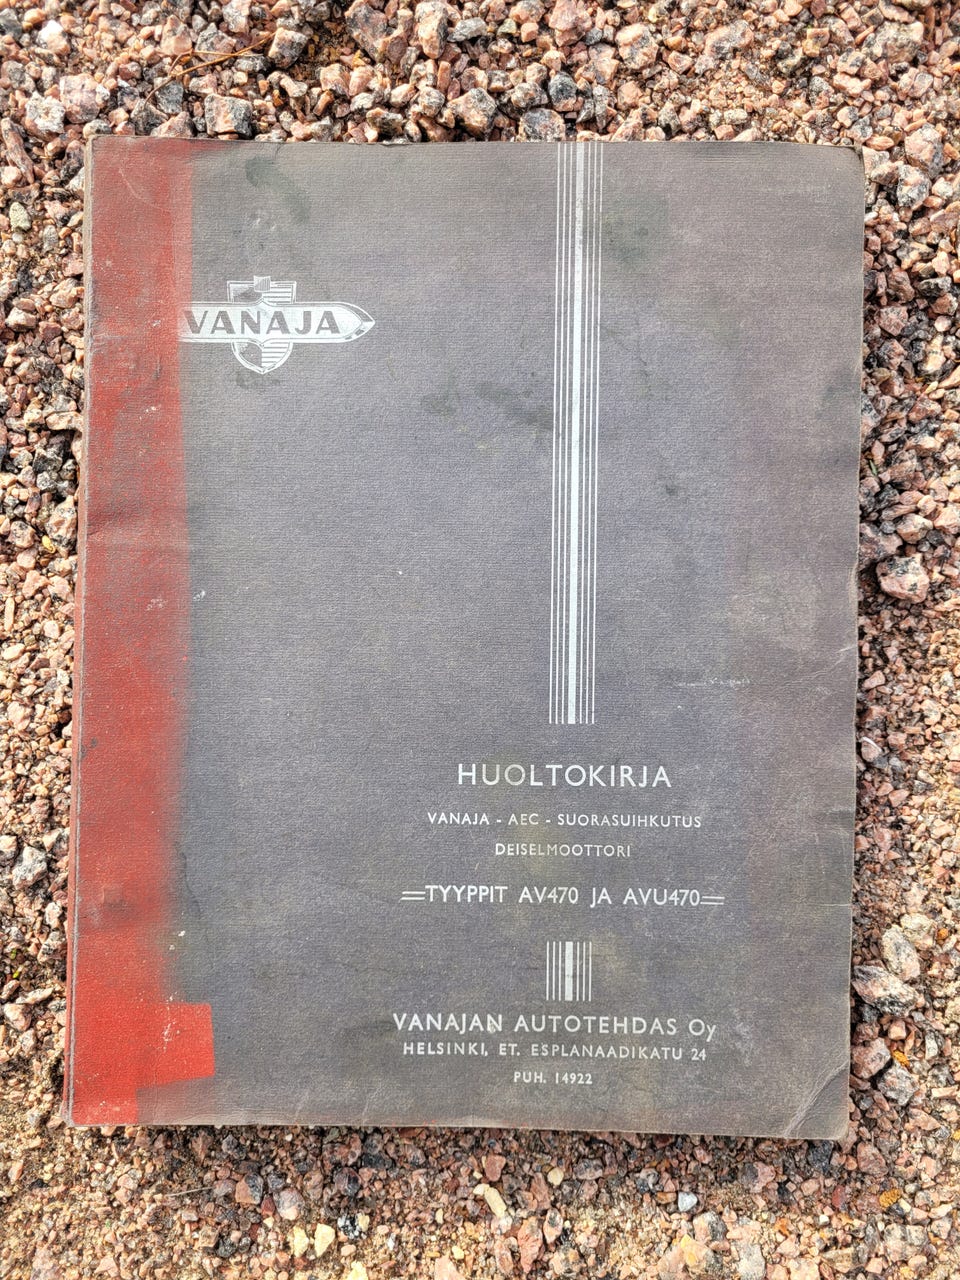 VANAJA
HUOLTOKIRJA
VANAJA - AEC - SUORASUIHKUTUS
DEISELMOOTTORI
TYYPPIT AV470 JA AVU470
VANAJAN AUTOTEHDAS Oy
HELSINKI, ET. ESPLANAADIKATU 24
PUH. 14922